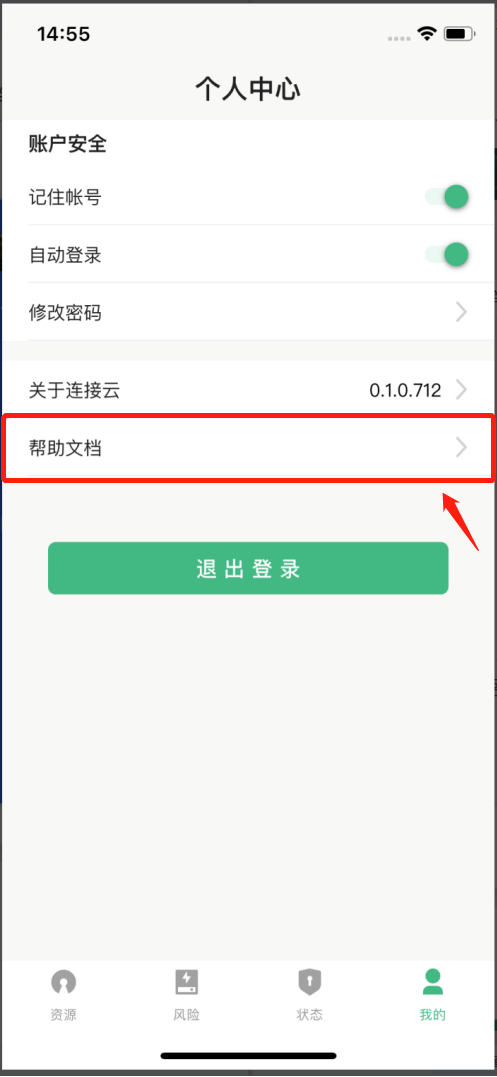 14:55
个人中心
账户安全
记住帐号
自动登录
修改密码
关于连接云 0.1.0.712
帮助文档
退出登录
资源 风险 状态 我的